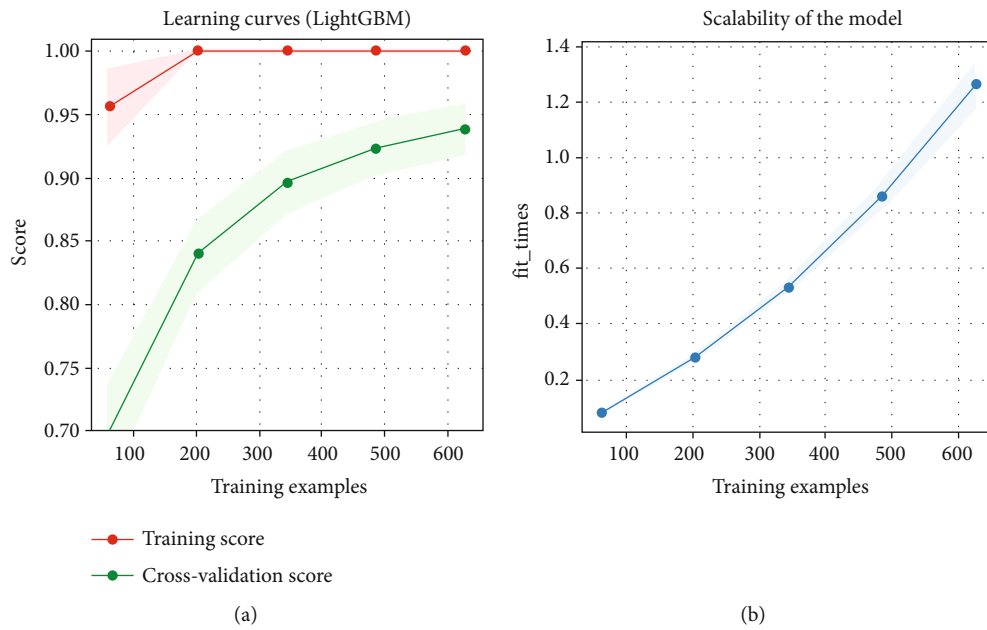 Learning curves (LightGBM)
1.00
0.95
0.90
0.85
0.80
0.75
0.70
Score
100 200 300 400 500 600
Training examples
Training score
Cross-validation score
(a)
Scalability of the model
1.4
1.2
1.0
0.8
0.6
0.4
0.2
fit_times
100 200 300 400 500 600
Training examples
(b)